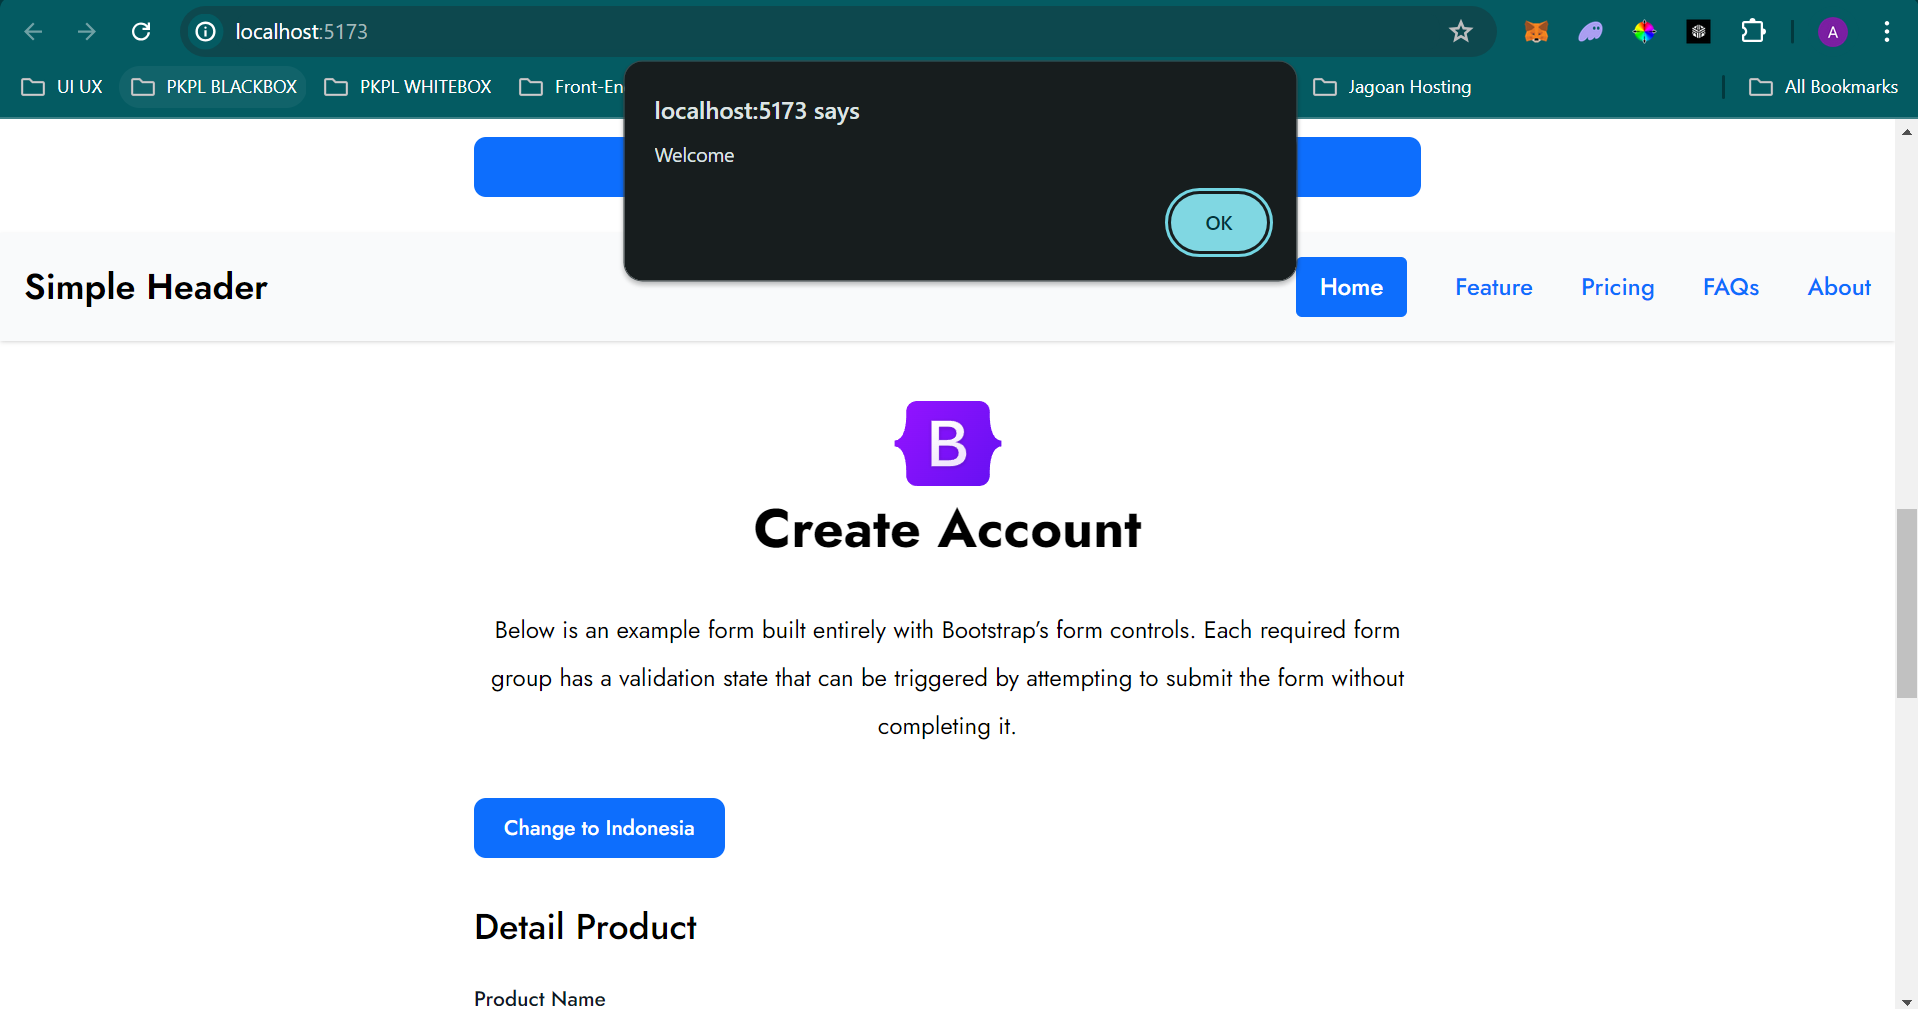 localhost:5173
A
UI UX
PKPL BLACKBOX
PKPL WHITEBOX
Front-En
Jagoan Hosting
All Bookmarks
localhost:5173 says
Welcome
OK
Simple Header
Home
Feature
Pricing
FAQs
About
B
Create Account
Below is an example form built entirely with Bootstrap’s form controls. Each required form
group has a validation state that can be triggered by attempting to submit the form without
completing it.
Change to Indonesia
Detail Product
Product Name